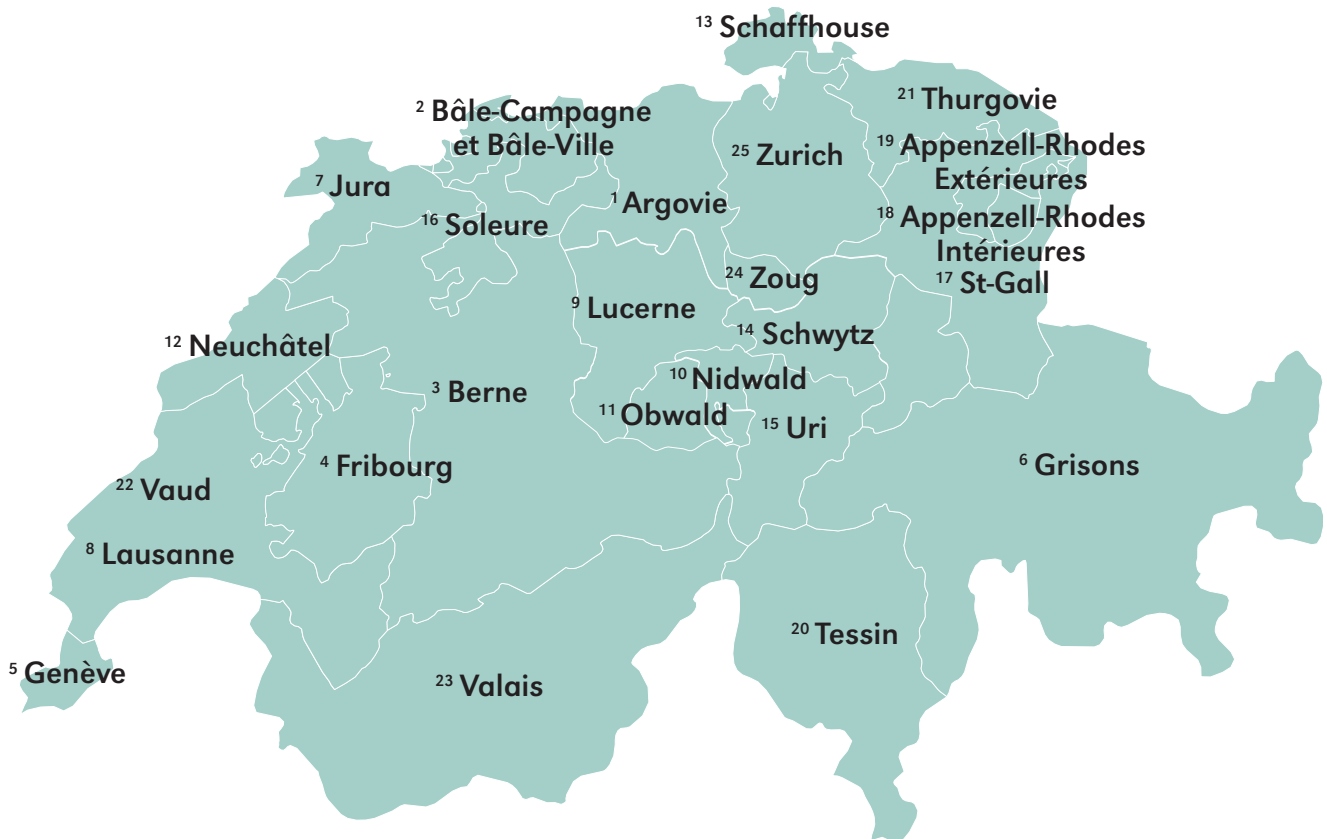 ¹³ Schaffhouse
²¹ Thurgovie
² Bâle-Campagne
et Bâle-Ville
²⁵ Zurich
¹⁹ Appenzell-Rhodes
Extérieures
⁷ Jura
¹ Argovie
¹⁶ Soleure
¹⁸ Appenzell-Rhodes
Intérieures
²⁴ Zoug
¹⁷ St-Gall
⁹ Lucerne
¹⁴ Schwytz
¹² Neuchâtel
¹⁰ Nidwald
³ Berne
¹¹ Obwald
¹⁵ Uri
⁴ Fribourg
⁶ Grisons
²² Vaud
⁸ Lausanne
²⁰ Tessin
⁵ Genève
²³ Valais